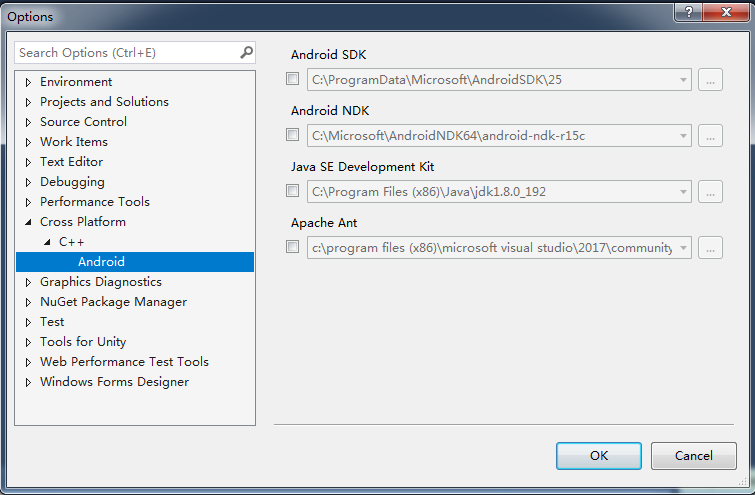 Options
Search Options (Ctrl+E)
Environment
Projects and Solutions
Source Control
Work Items
Text Editor
Debugging
Performance Tools
Cross Platform
C++
Android
Graphics Diagnostics
NuGet Package Manager
Test
Tools for Unity
Web Performance Test Tools
Windows Forms Designer
Android SDK
C:\ProgramData\Microsoft\AndroidSDK\25
...
Android NDK
C:\Microsoft\AndroidNDK64\android-ndk-r15c
...
Java SE Development Kit
C:\Program Files (x86)\Java\jdk1.8.0_192
...
Apache Ant
c:\program files (x86)\microsoft visual studio\2017\community
...
OK
Cancel